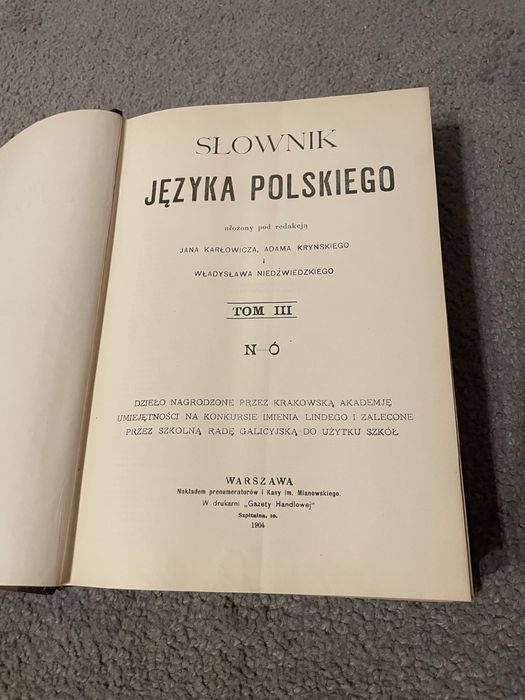 SŁOWNIK
JĘZYKA POLSKIEGO
ułożony pod redakcją
JANA KARŁOWICZA, ADAMA KRYŃSKIEGO
i
WŁADYSŁAWA NIEDŹWIEDZKIEGO
TOM III
N—Ó
DZIEŁO NAGRODZONE PRZEZ KRAKOWSKĄ AKADEMJĘ
UMIEJĘTNOŚCI NA KONKURSIE IMIENIA LINDEGO I ZALECONE
PRZEZ SZKOLNĄ RADĘ GALICYJSKĄ DO UŻYTKU SZKÓŁ.
WARSZAWA
Nakładem prenumeratorów i Kasy im. Mianowskiego.
W drukarni „Gazety Handlowej”
Szpitalna, 10.
1904